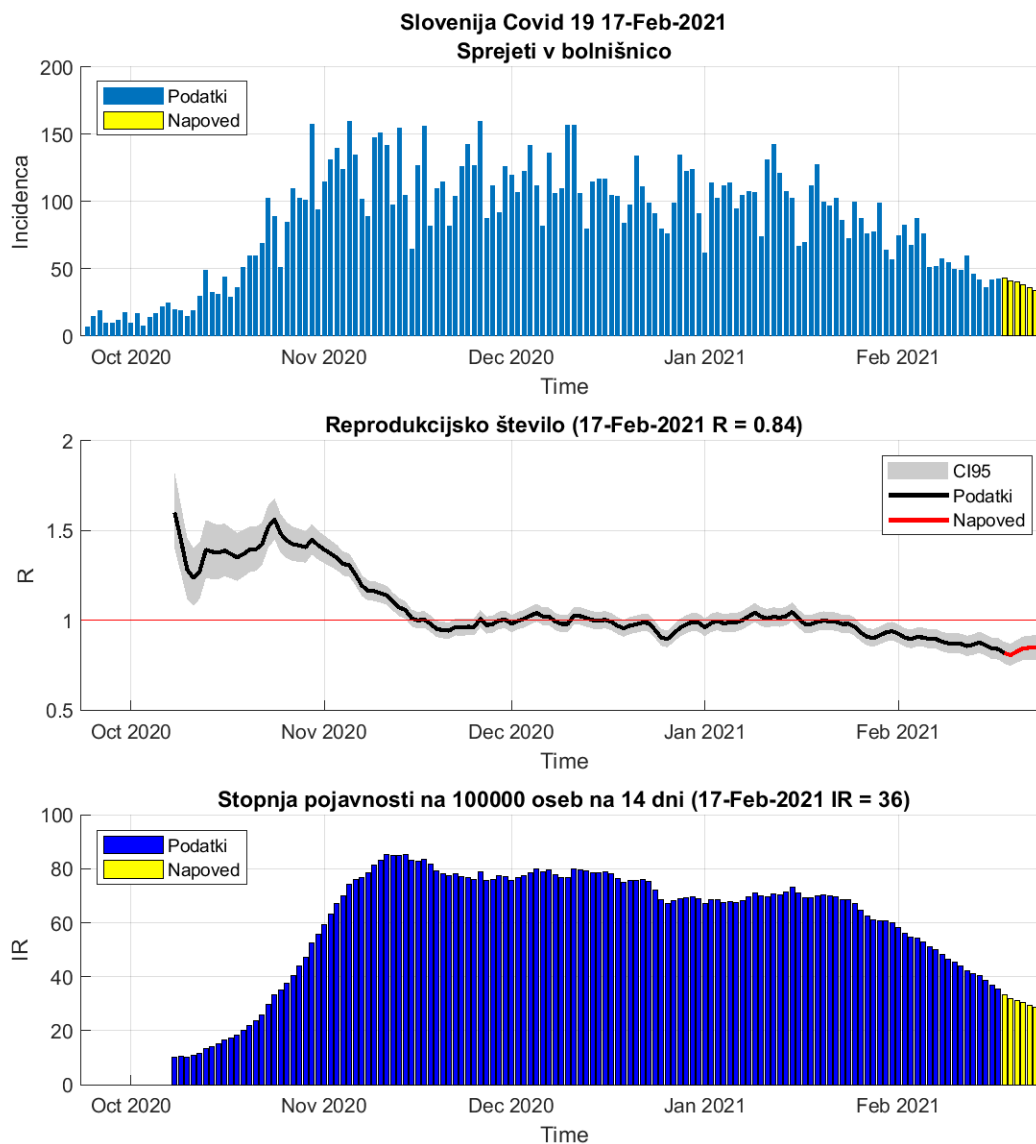 Slovenija Covid 19 17-Feb-2021
Sprejeti v bolnišnico
200
150
100
50
0
Incidenca
Podatki
Napoved
Oct 2020
Nov 2020
Dec 2020
Jan 2021
Feb 2021
Time
Reprodukcijsko število (17-Feb-2021 R = 0.84)
2
1.5
1
0.5
R
CI95
Podatki
Napoved
Oct 2020
Nov 2020
Dec 2020
Jan 2021
Feb 2021
Time
Stopnja pojavnosti na 100000 oseb na 14 dni (17-Feb-2021 IR = 36)
100
80
60
40
20
0
IR
Podatki
Napoved
Oct 2020
Nov 2020
Dec 2020
Jan 2021
Feb 2021
Time